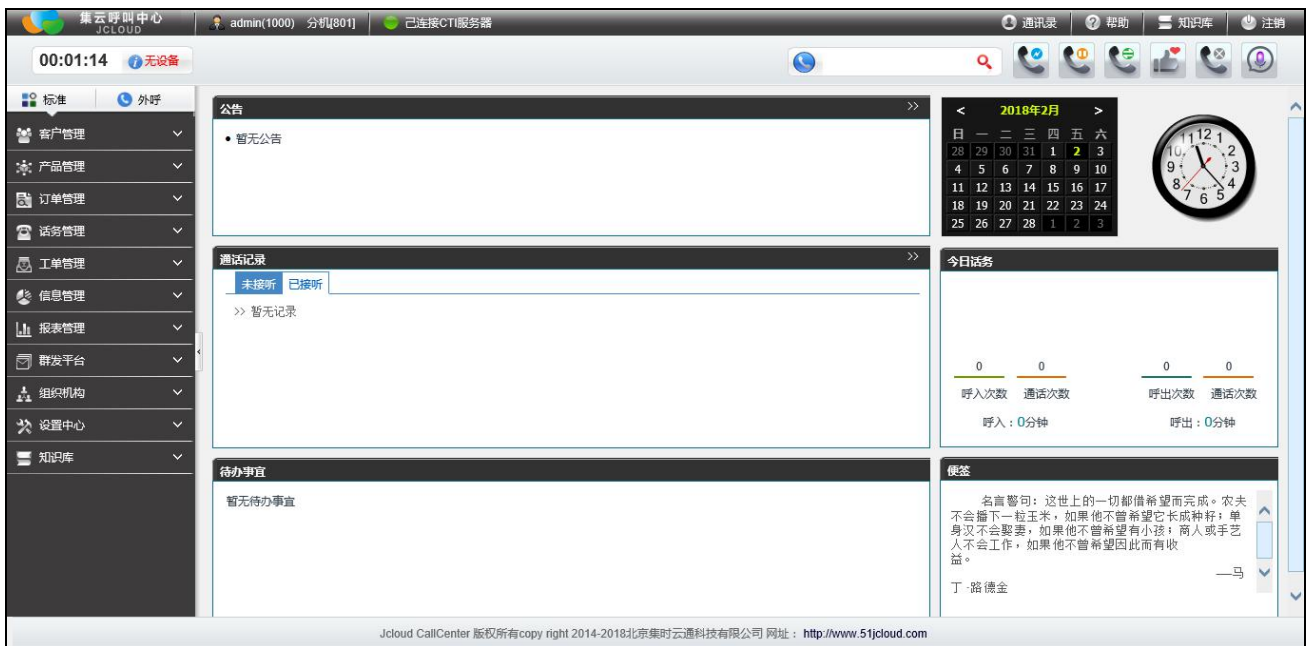 集云呼叫中心
JCLOUD
admin(1000) 分机[801]
已连接CTI服务器
通讯录
帮助
知识库
注销
00:01:14
无设备
标准
外呼
客户管理
产品管理
订单管理
话务管理
工单管理
信息管理
报表管理
群发平台
组织机构
设置中心
知识库
公告
>>
暂无公告
通话记录
>>
未接听 已接听
>> 暂无记录
待办事宜
暂无待办事宜
< 2018年2月 >
日 一 二 三 四 五 六
28 29 30 31 1 2 3
4 5 6 7 8 9 10
11 12 13 14 15 16 17
18 19 20 21 22 23 24
25 26 27 28 1 2 3
11 12 1
10 2
9 3
8 4
7 6 5
今日话务
0 0 0 0
呼入次数 通话次数 呼出次数 通话次数
呼入：0分钟 呼出：0分钟
便签
名言警句：这世上的一切都借希望而完成。农夫
不会播下一粒玉米，如果他不曾希望它长成种籽；单
身汉不会娶妻，如果他不曾希望有小孩；商人或手艺
人不会工作，如果他不曾希望因此而有收
益。
——马
丁·路德金
Jcloud CallCenter 版权所有copy right 2014-2018北京集时云通科技有限公司 网址： http://www.51jcloud.com